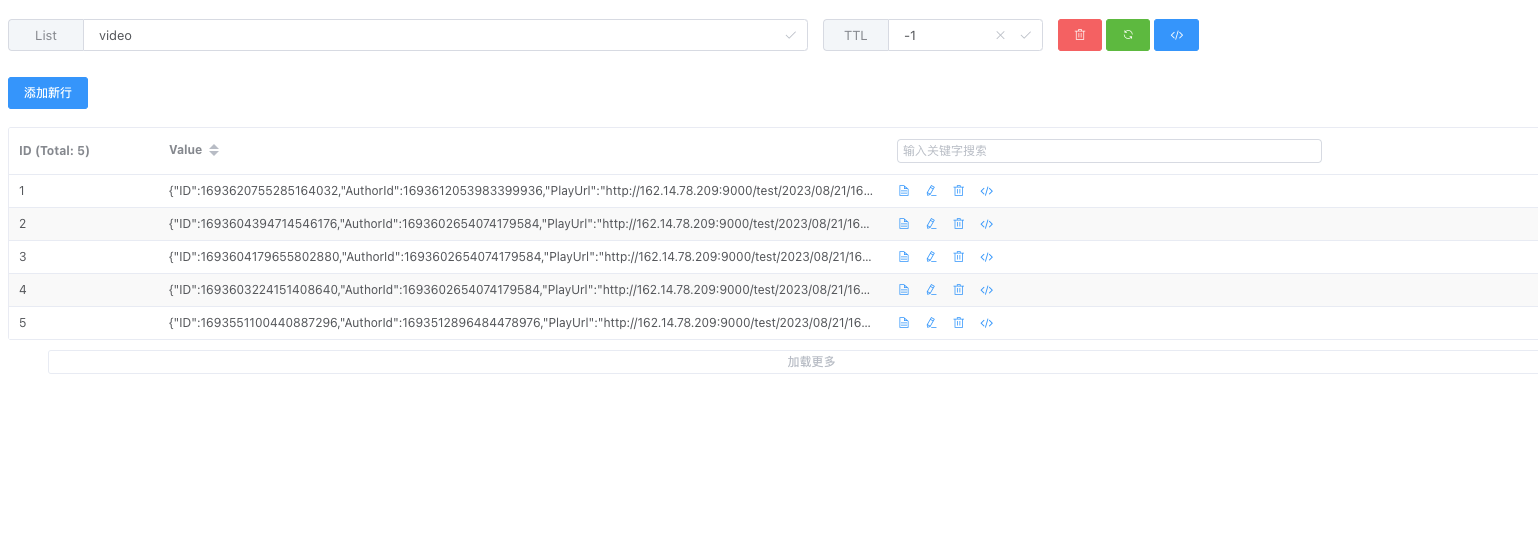 List video TTL -1
添加新行
ID (Total: 5) Value 输入关键字搜索
1 {"ID":1693620755285164032,"AuthorId":1693612053983399936,"PlayUrl":"http://162.14.78.209:9000/test/2023/08/21/16...
2 {"ID":1693604394714546176,"AuthorId":1693602654074179584,"PlayUrl":"http://162.14.78.209:9000/test/2023/08/21/16...
3 {"ID":1693604179655802880,"AuthorId":1693602654074179584,"PlayUrl":"http://162.14.78.209:9000/test/2023/08/21/16...
4 {"ID":1693603224151408640,"AuthorId":1693602654074179584,"PlayUrl":"http://162.14.78.209:9000/test/2023/08/21/16...
5 {"ID":1693551100440887296,"AuthorId":1693512896484478976,"PlayUrl":"http://162.14.78.209:9000/test/2023/08/21/16...
加载更多